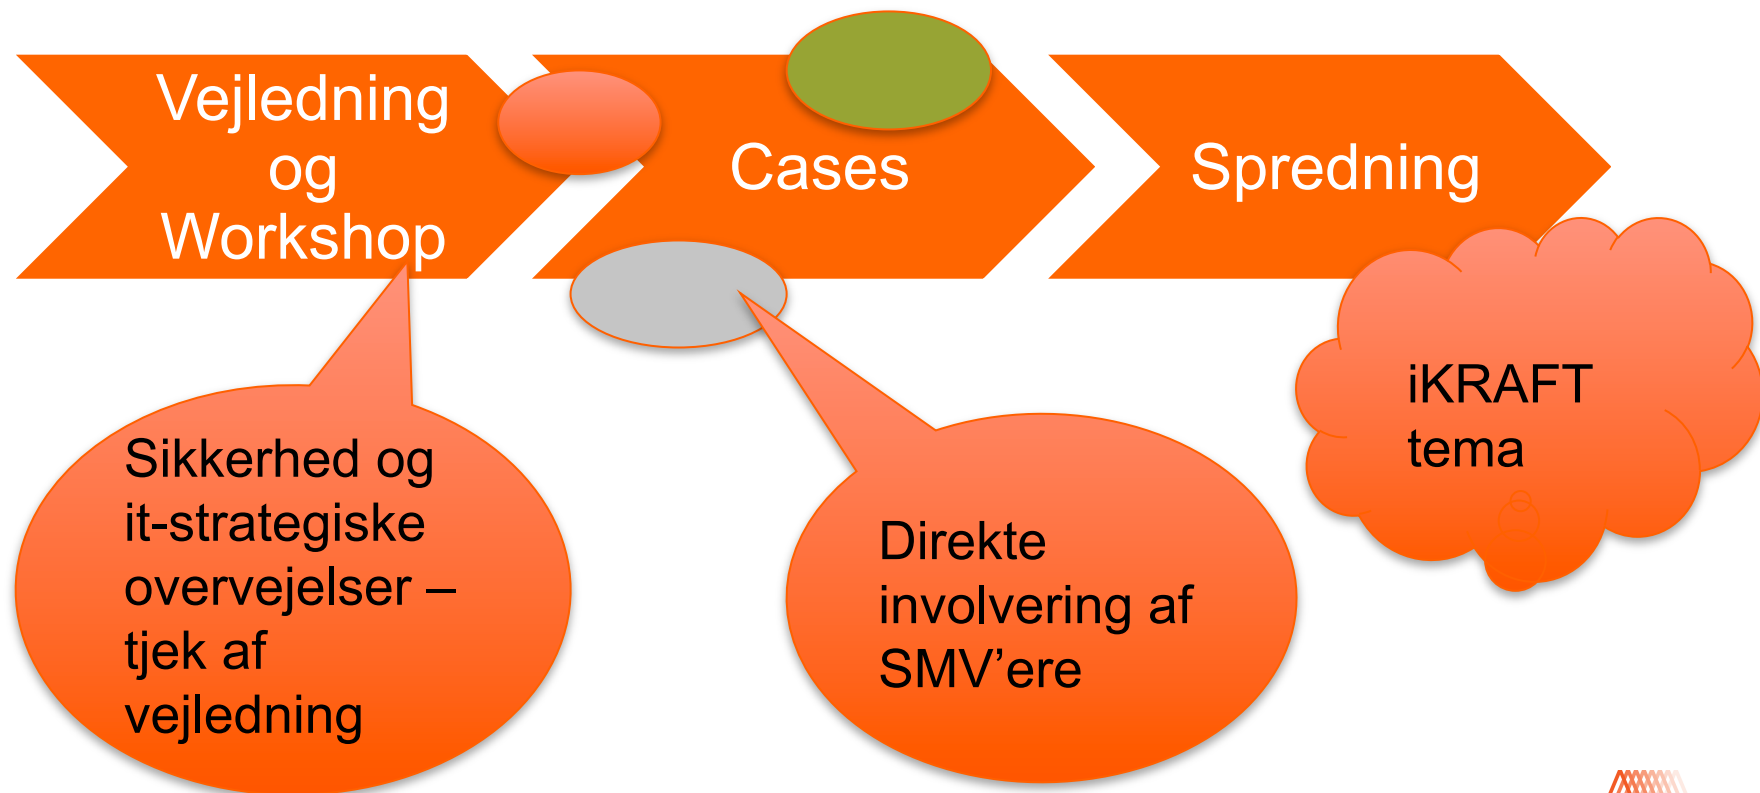 Vejledning
og
Workshop
Cases
Spredning
Sikkerhed og
it-strategiske
overvejelser –
tjek af
vejledning
Direkte
involvering af
SMV’ere
iKRAFT
tema